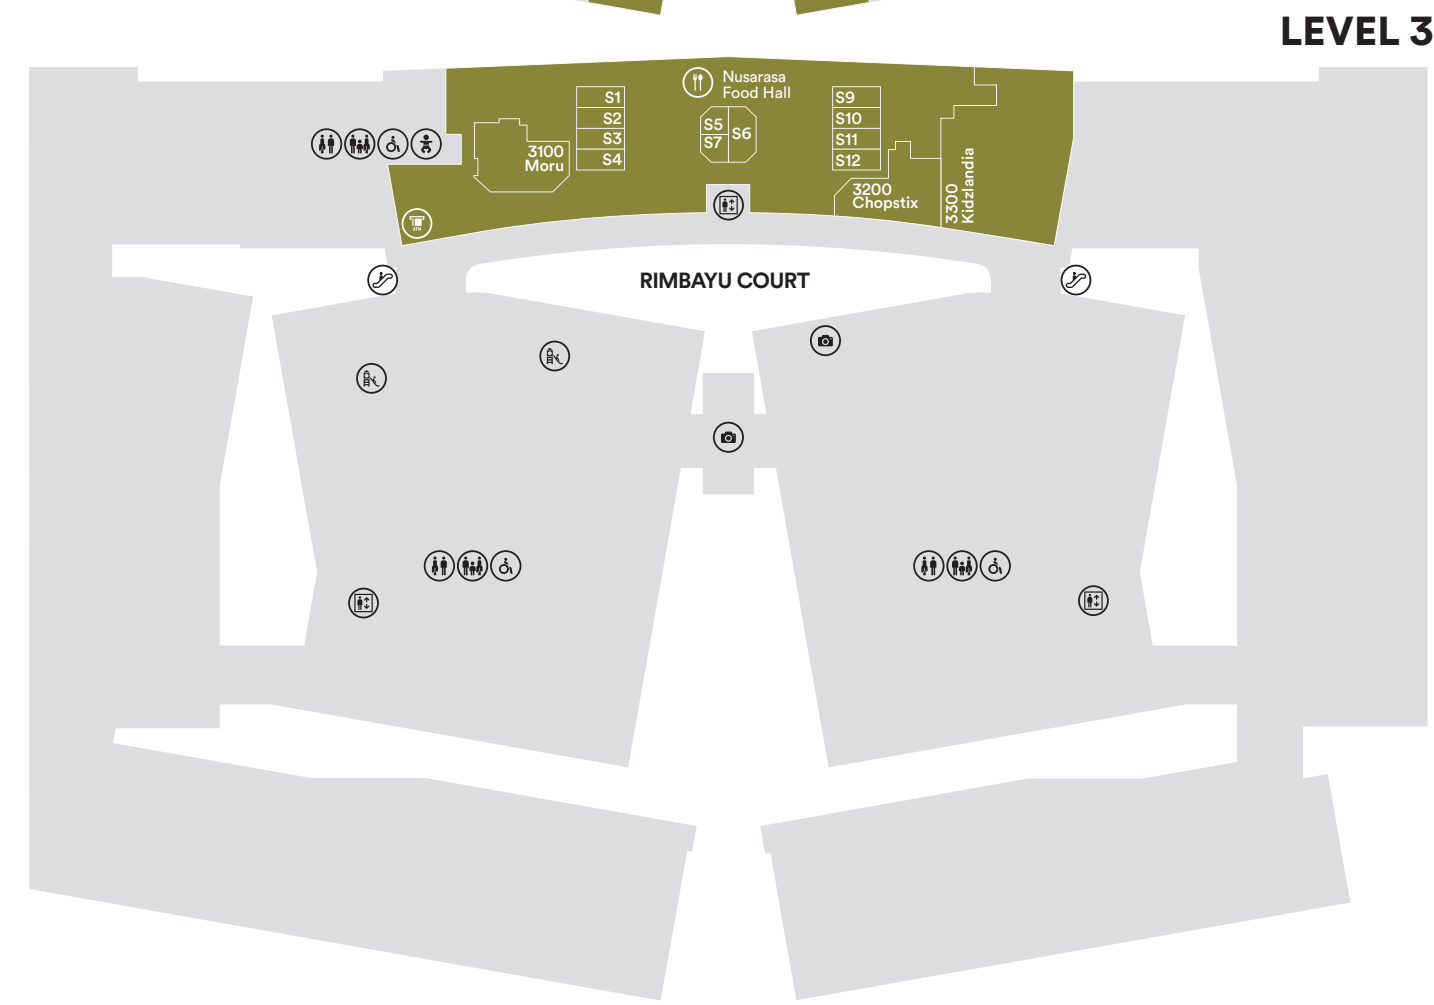 LEVEL 3
Nusarasa
Food Hall
S1
S2
S3
S4
S5
S7
S6
S9
S10
S11
S12
3100
Moru
3200
Chopstix
3300
Kidzlandia
ATM
RIMBAYU COURT